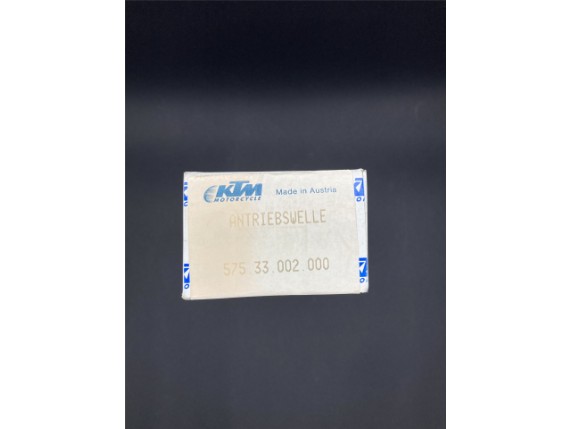 KTM Made in Austria
MOTORCYCLE
ANTRIEBSWELLE
575.33.002.000